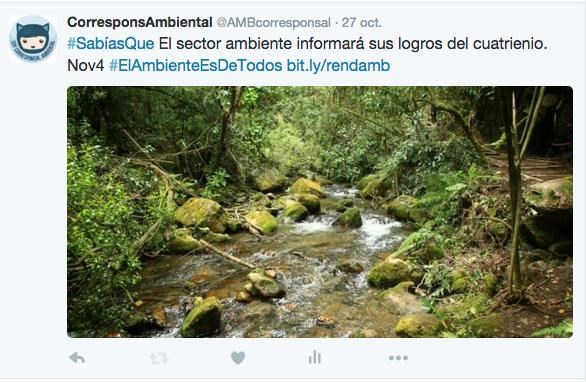 CorresponsAmbiental @AMBcorresponsal · 27 oct.
#SabíasQue El sector ambiente informará sus logros del cuatrienio.
Nov4 #ElAmbienteEsDeTodos bit.ly/rendamb